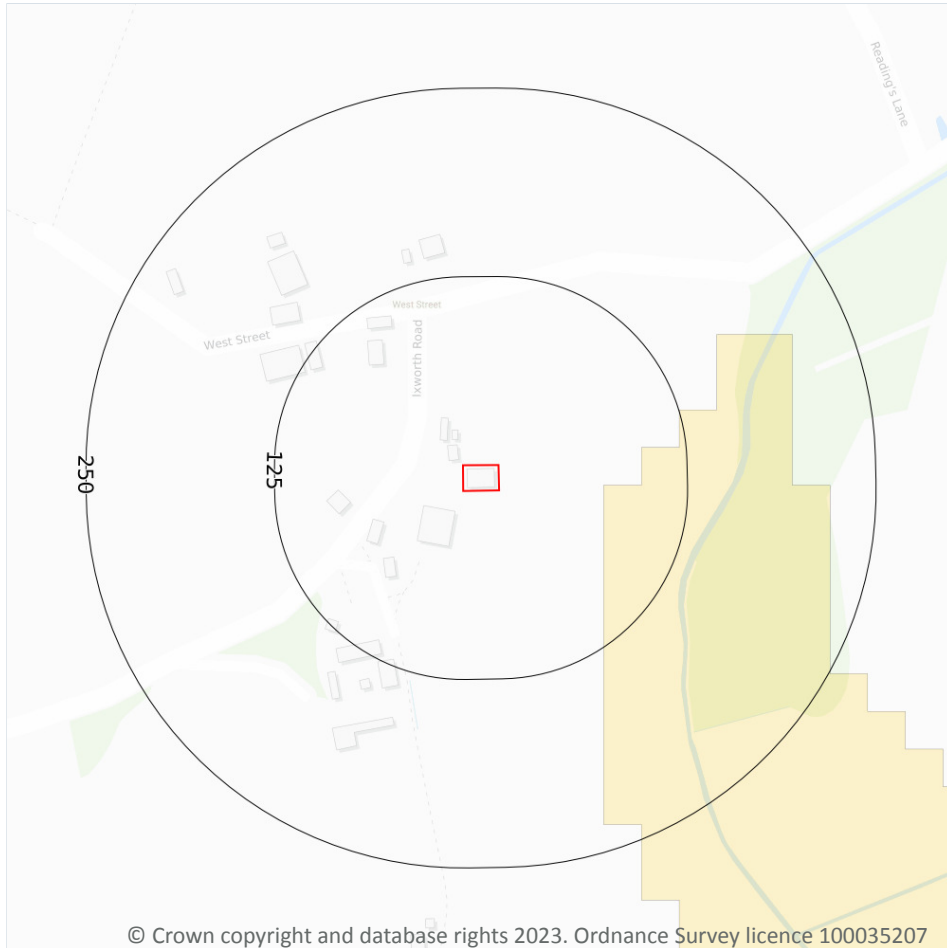 Reading's Lane
West Street
West Street
Ixworth Road
250
125
© Crown copyright and database rights 2023. Ordnance Survey licence 100035207